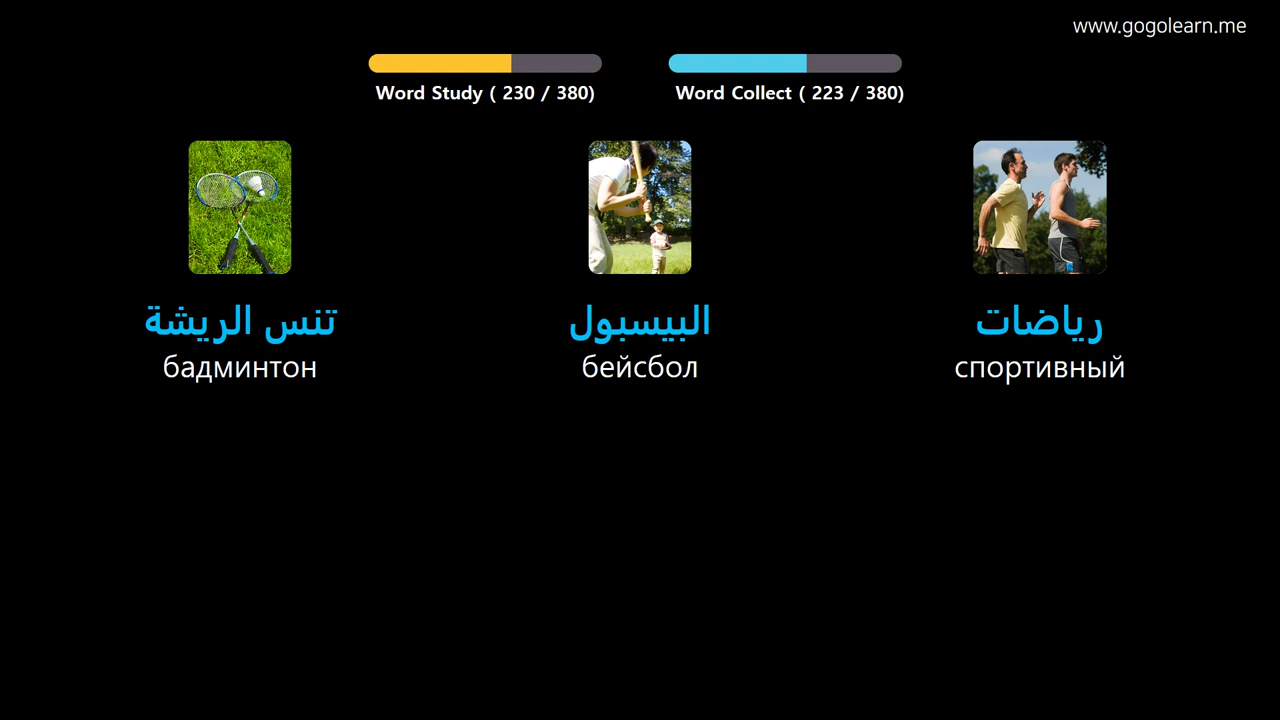 www.gogolearn.me
Word Study ( 230 / 380)
Word Collect ( 223 / 380)
تنس الريشة
бадминтон
البيسبول
бейсбол
رياضات
спортивный